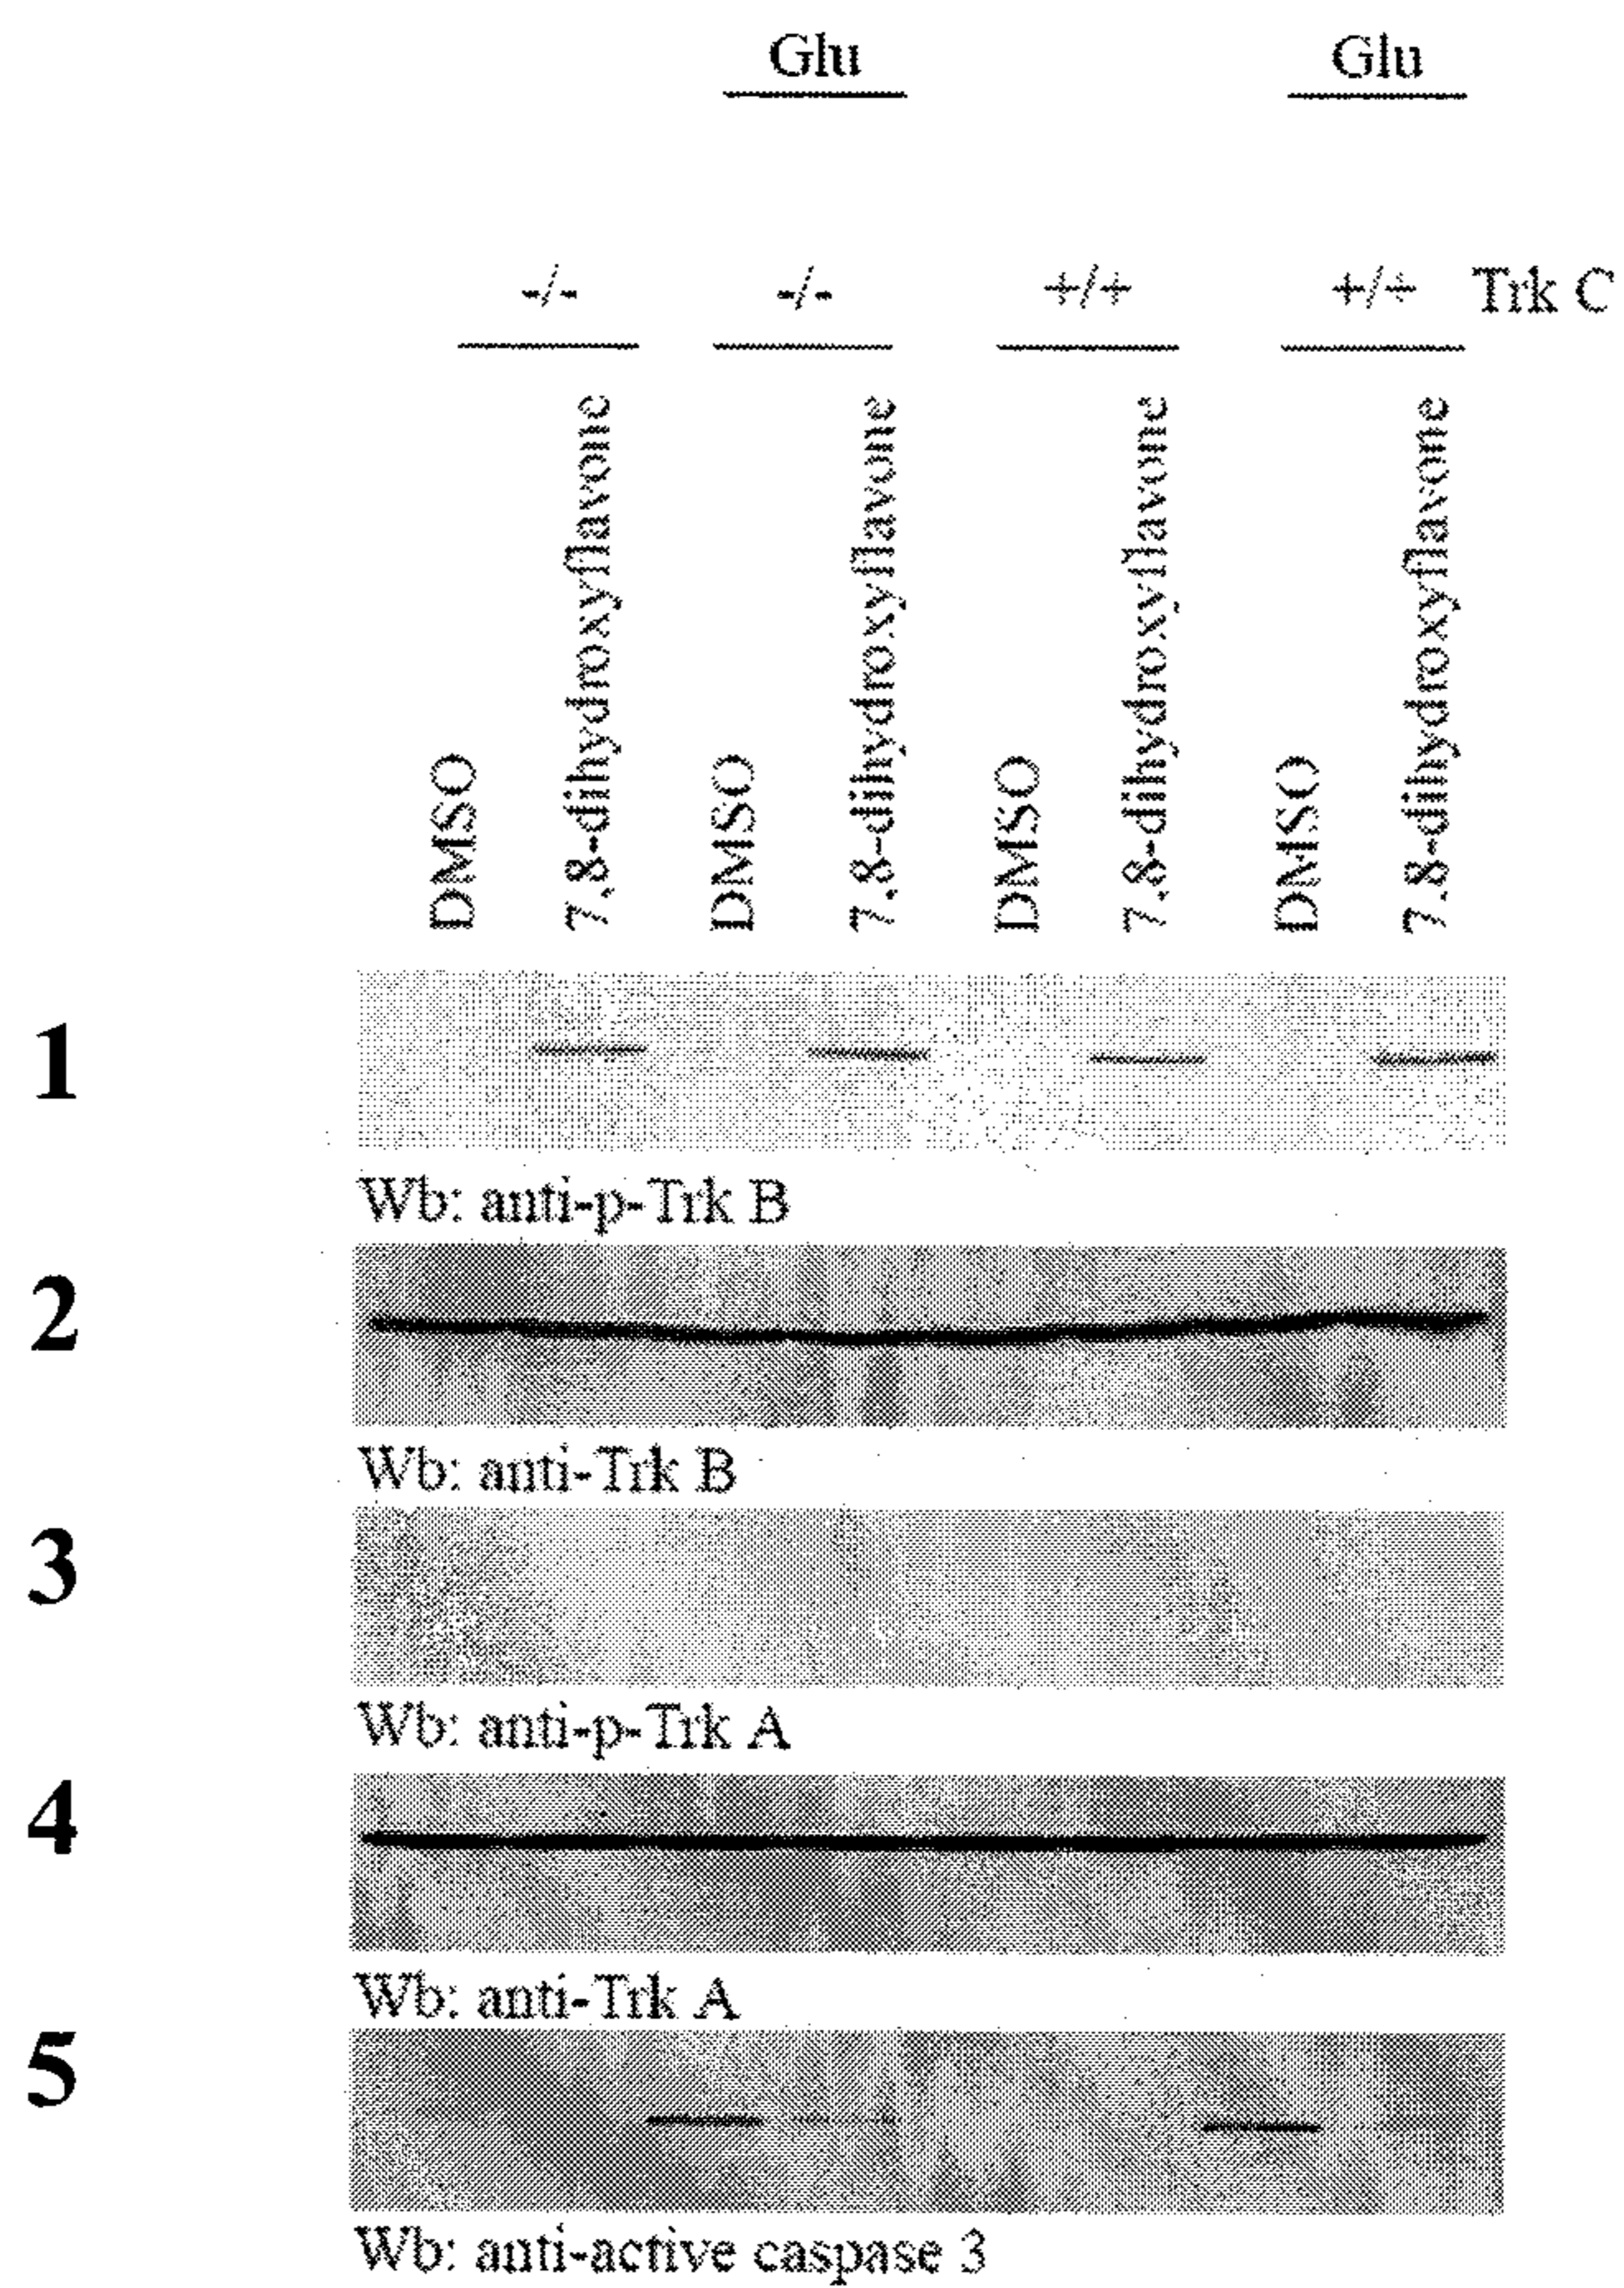 Glu Glu
-/- -/- +/+ +/+ Trk C
DMSO 7,8-dihydroxyflavone DMSO 7,8-dihydroxyflavone DMSO 7,8-dihydroxyflavone DMSO 7,8-dihydroxyflavone
1
Wb: anti-p-Trk B
2
Wb: anti-Trk B
3
Wb: anti-p-Trk A
4
Wb: anti-Trk A
5
Wb: anti-active caspase 3